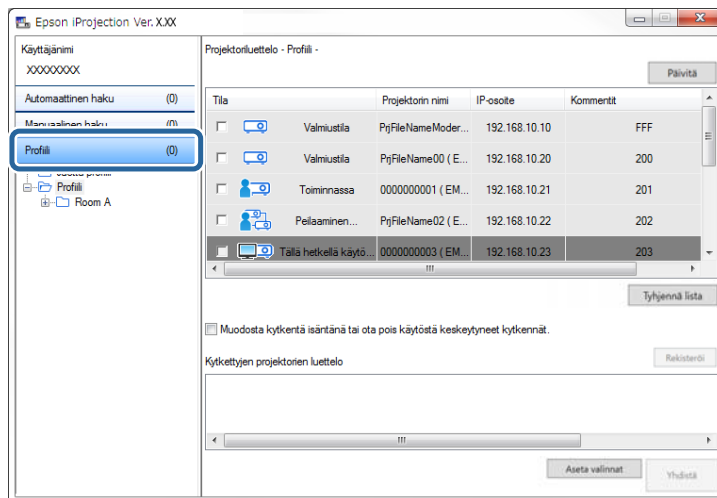 Epson iProjection Ver. X.XX
Käyttäjänimi
XXXXXXXX
Automaattinen haku (0)
Manuaalinen haku (0)
Profiili (0)
Profiili
Room A
Projektoriluettelo - Profiili -
Päivitä
Tila Projektorin nimi IP-osoite Kommentit
Valmiustila PrjFileNameModer... 192.168.10.10 FFF
Valmiustila PrjFileName00 ( E... 192.168.10.20 200
Toiminnassa 0000000001 ( EM... 192.168.10.21 201
Peilaaminen... PrjFileName02 ( E... 192.168.10.22 202
Tällä hetkellä käytö... 0000000003 ( EM... 192.168.10.23 203
Tyhjennä lista
Muodosta kytkentä isäntänä tai ota pois käytöstä keskeytyneet kytkennät.
Kytkettyjen projektorien luettelo
Rekisteröi
Aseta valinnat
Yhdistä